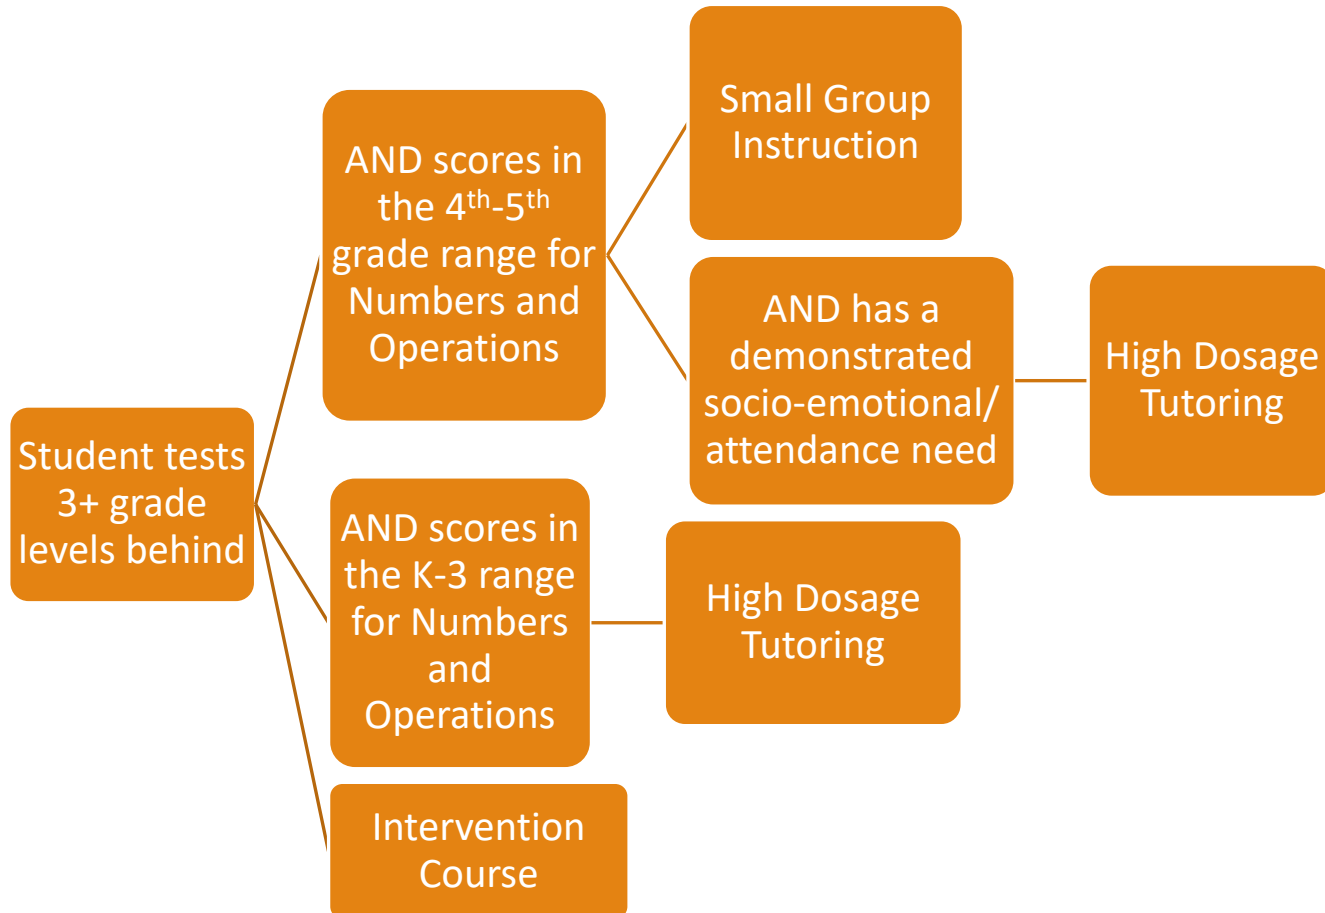 Student tests
3+ grade
levels behind
AND scores in
the 4th-5th
grade range for
Numbers and
Operations
Small Group
Instruction
AND has a
demonstrated
socio-emotional/
attendance need
High Dosage
Tutoring
AND scores in
the K-3 range
for Numbers
and
Operations
High Dosage
Tutoring
Intervention
Course